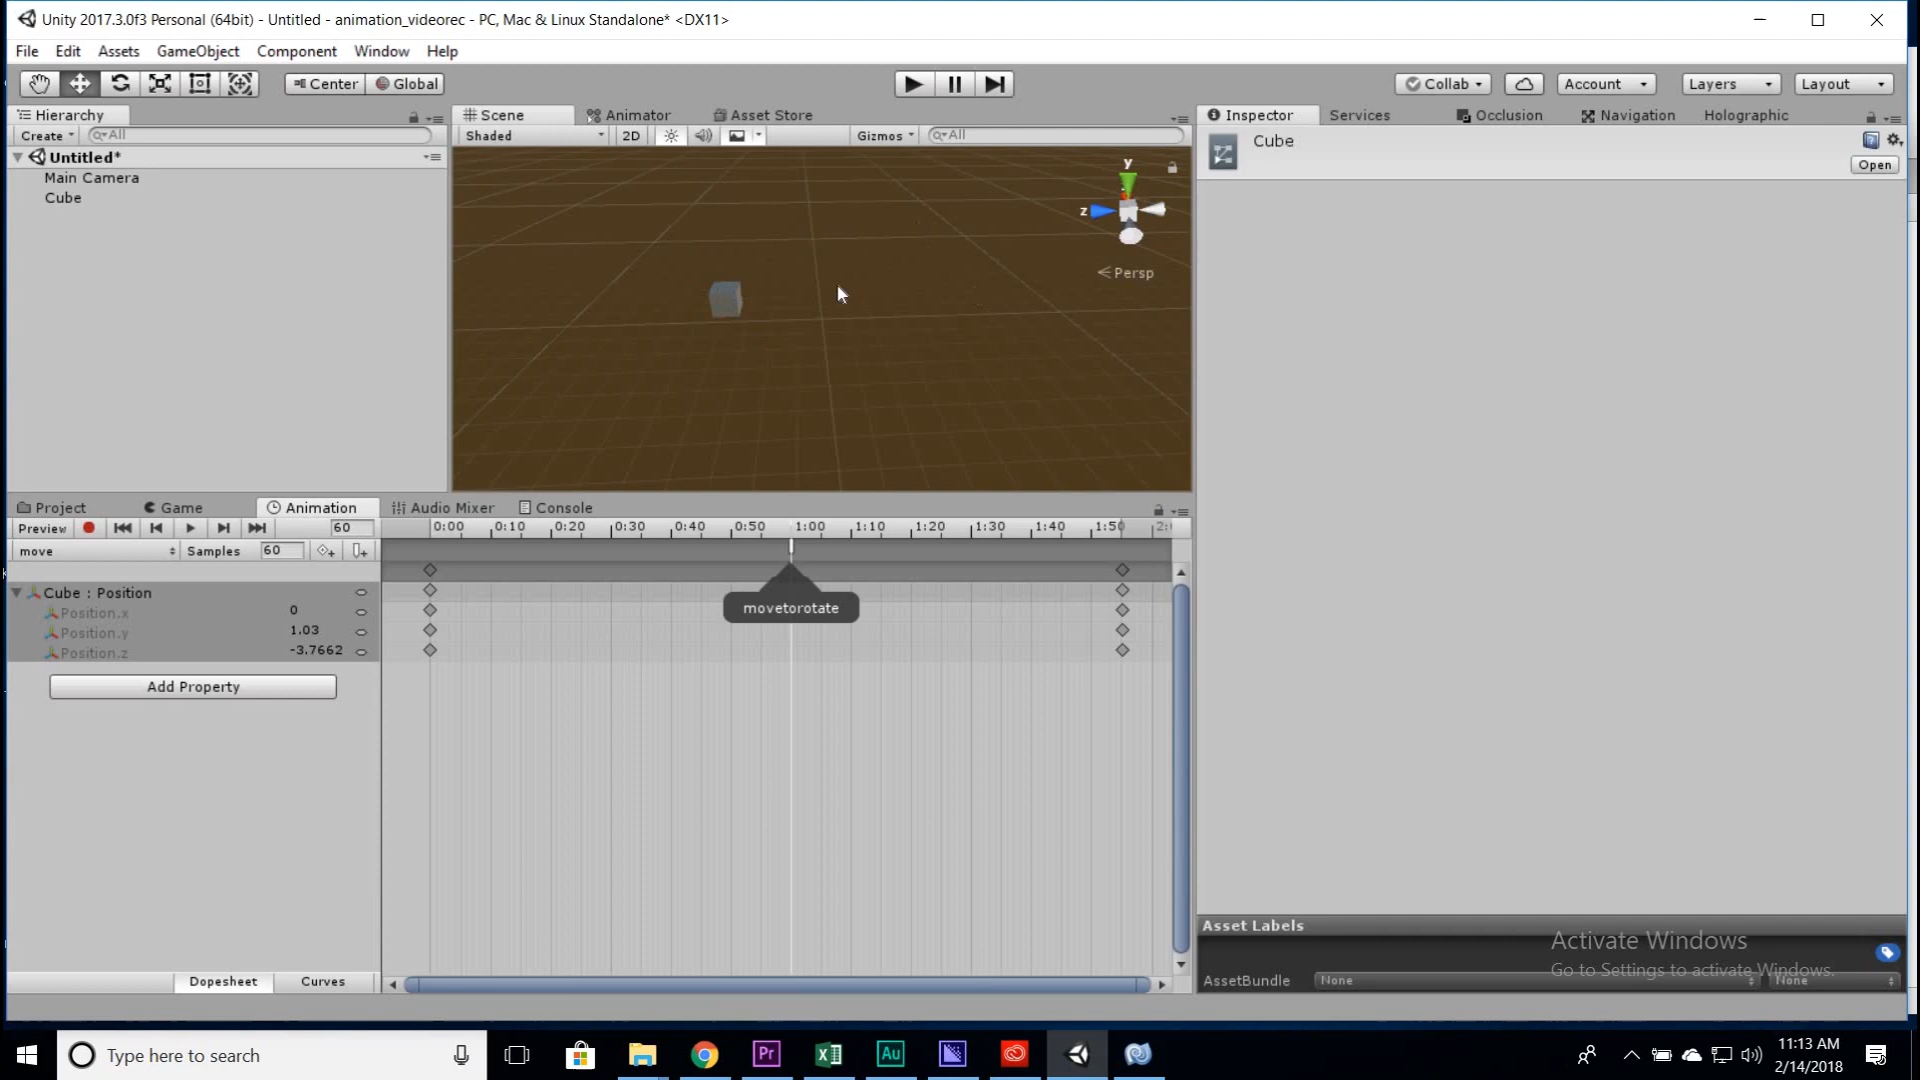 Unity 2017.3.0f3 Personal (64bit) - Untitled - animation_videorec - PC, Mac & Linux Standalone* <DX11>
File Edit Assets GameObject Component Window Help
Center Global Collab Account Layers Layout
Hierarchy Scene Animator Asset Store Inspector Services Occlusion Navigation Holographic
Create All Shaded 2D Gizmos All Cube
Untitled*
Open
Main Camera
Cube
y
z
Persp
Project Game Animation Audio Mixer Console
Preview 60 0:00 0:10 0:20 0:30 0:40 0:50 1:00 1:10 1:20 1:30 1:40 1:50
move Samples 60
Cube : Position
Position.x 0 movetorotate
Position.y 1.03
Position.z -3.7662
Add Property
Asset Labels
Activate Windows
Go to Settings to activate Windows.
Dopesheet Curves AssetBundle None None
Type here to search
Pr Au
11:13 AM
2/14/2018